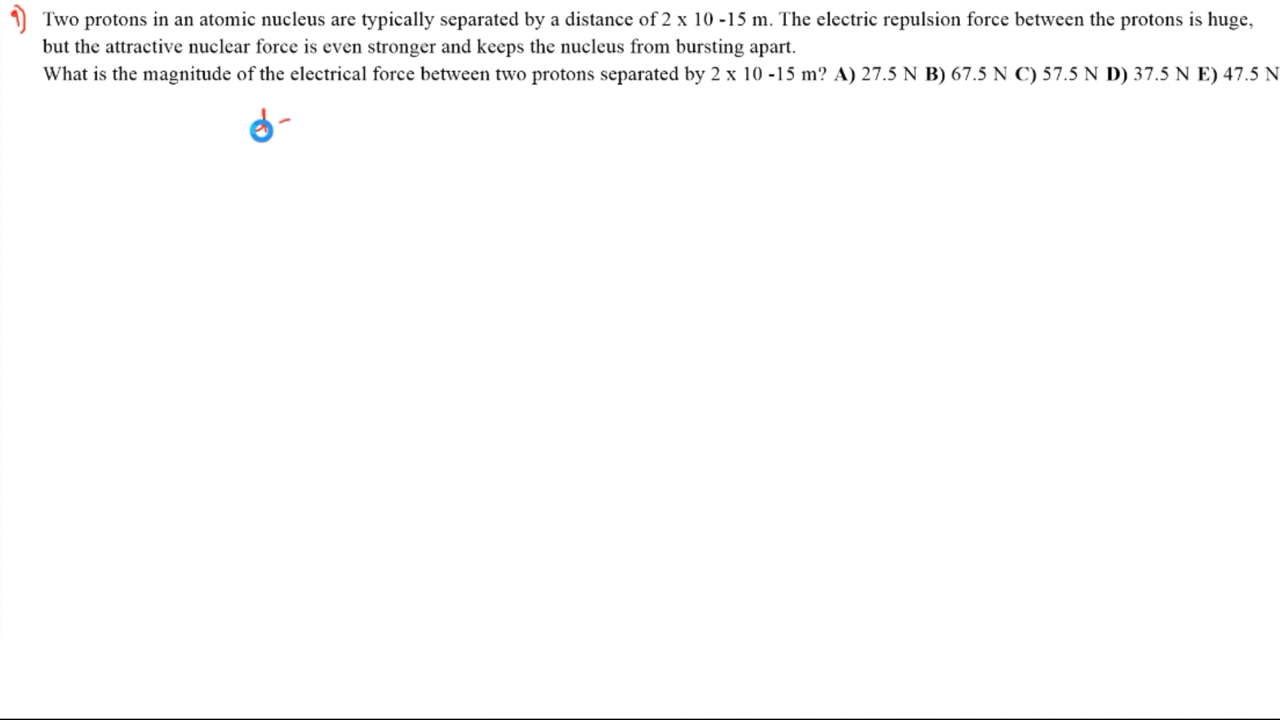 9) Two protons in an atomic nucleus are typically separated by a distance of 2 x 10 -15 m. The electric repulsion force between the protons is huge,
but the attractive nuclear force is even stronger and keeps the nucleus from bursting apart.
What is the magnitude of the electrical force between two protons separated by 2 x 10 -15 m? A) 27.5 N B) 67.5 N C) 57.5 N D) 37.5 N E) 47.5 N